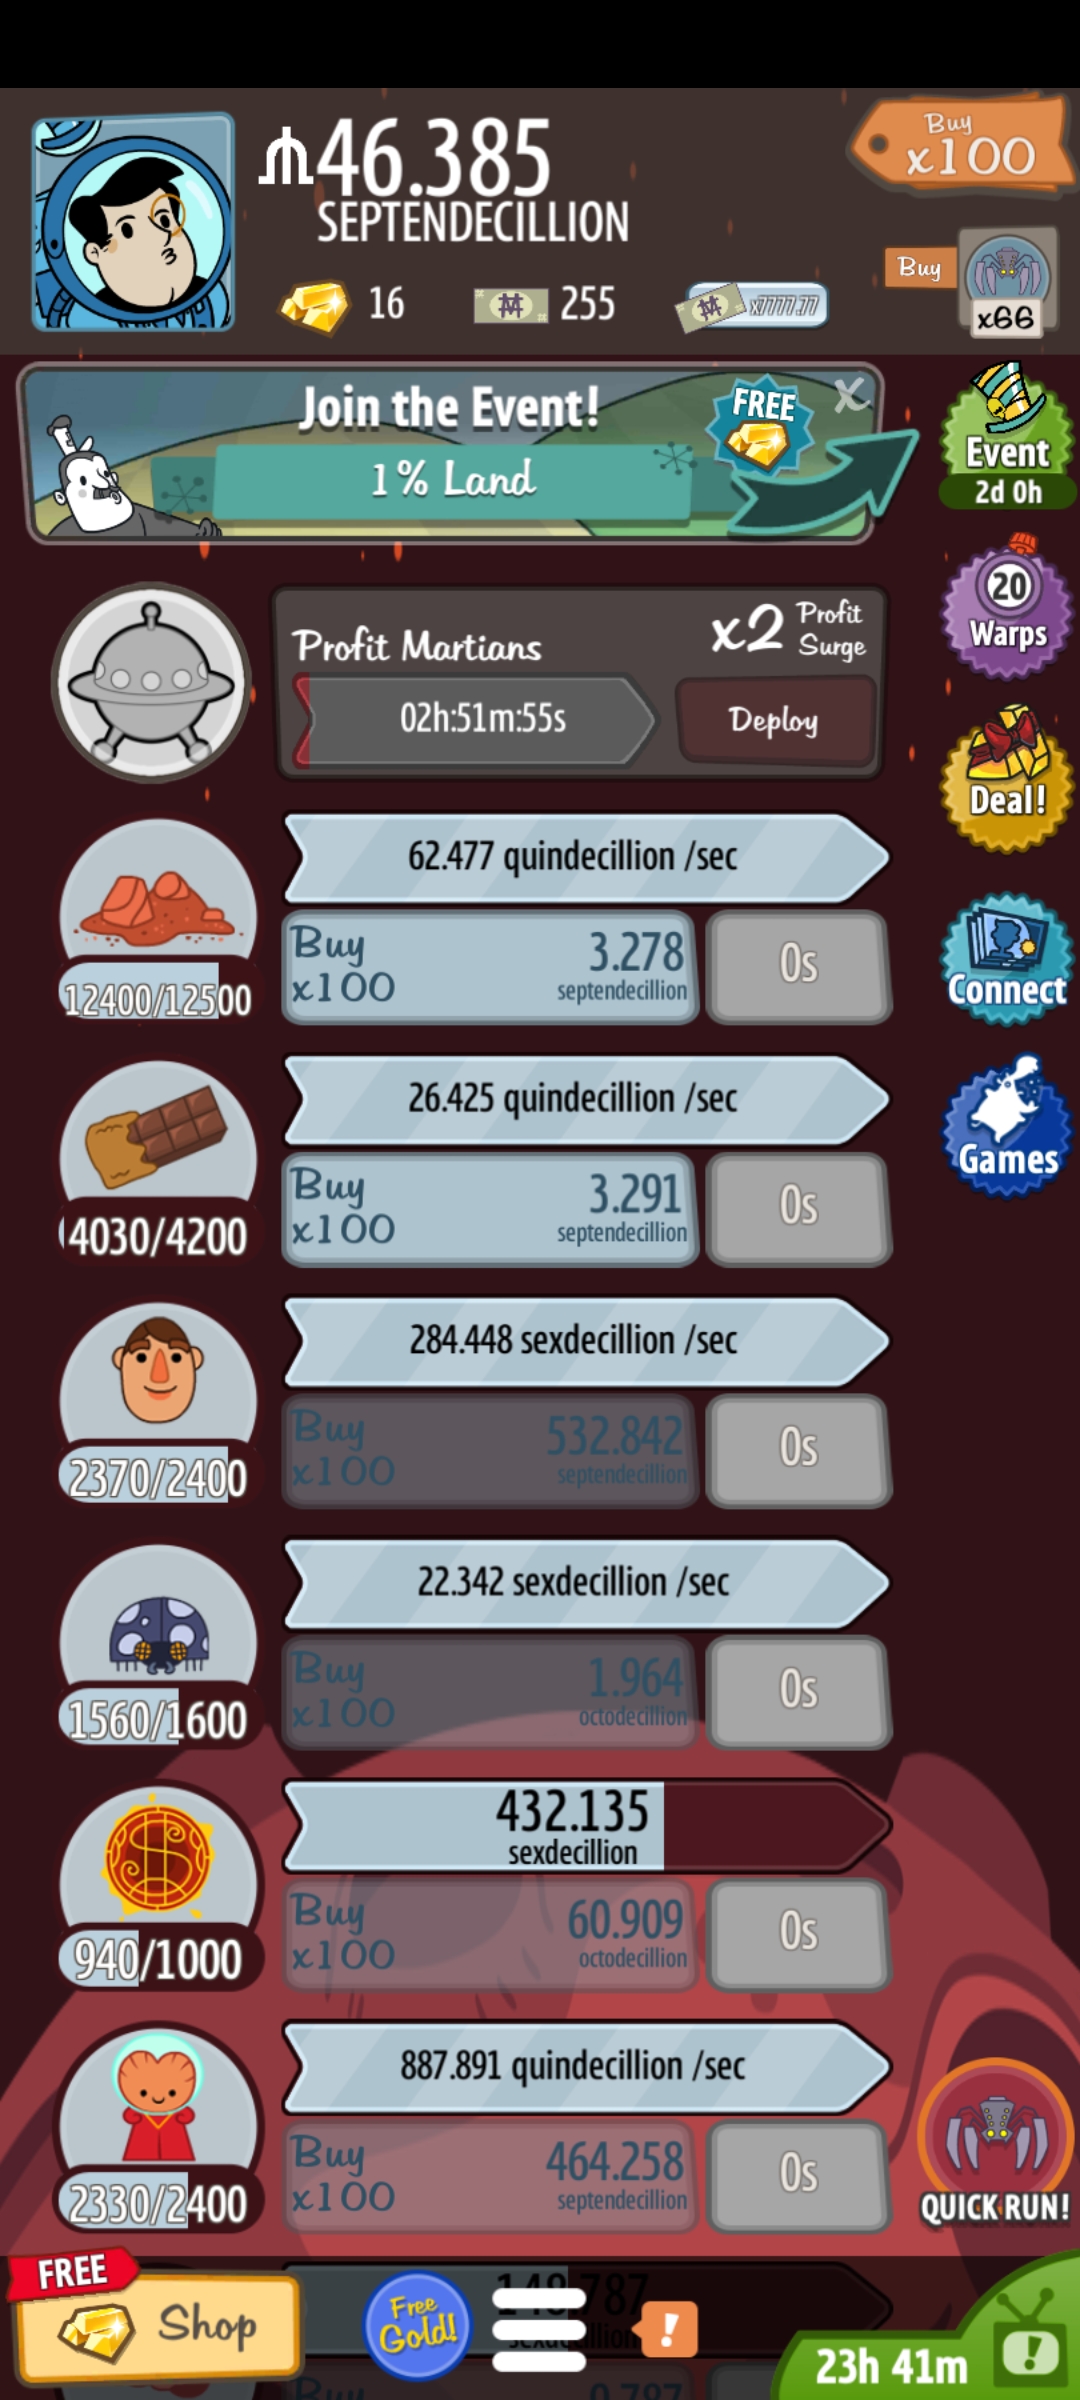 46.385
SEPTENDECILLION
Buy
x100
16
255
x7777.77
Buy
x66
Join the Event!
1% Land
FREE
X
Event
2d 0h
20
Warps
Profit Martians
x2 Profit
Surge
02h:51m:55s
Deploy
Deal!
62.477 quindecillion /sec
12400/12500
Buy
x100
3.278
septendecillion
0s
Connect
26.425 quindecillion /sec
4030/4200
Buy
x100
3.291
septendecillion
0s
Games
284.448 sexdecillion /sec
2370/2400
Buy
x100
532.842
septendecillion
0s
22.342 sexdecillion /sec
1560/1600
Buy
x100
1.964
octodecillion
0s
432.135
sexdecillion
940/1000
Buy
x100
60.909
octodecillion
0s
887.891 quindecillion /sec
2330/2400
Buy
x100
464.258
septendecillion
0s
QUICK RUN!
FREE
Shop
Free
Gold!
!
23h 41m
!